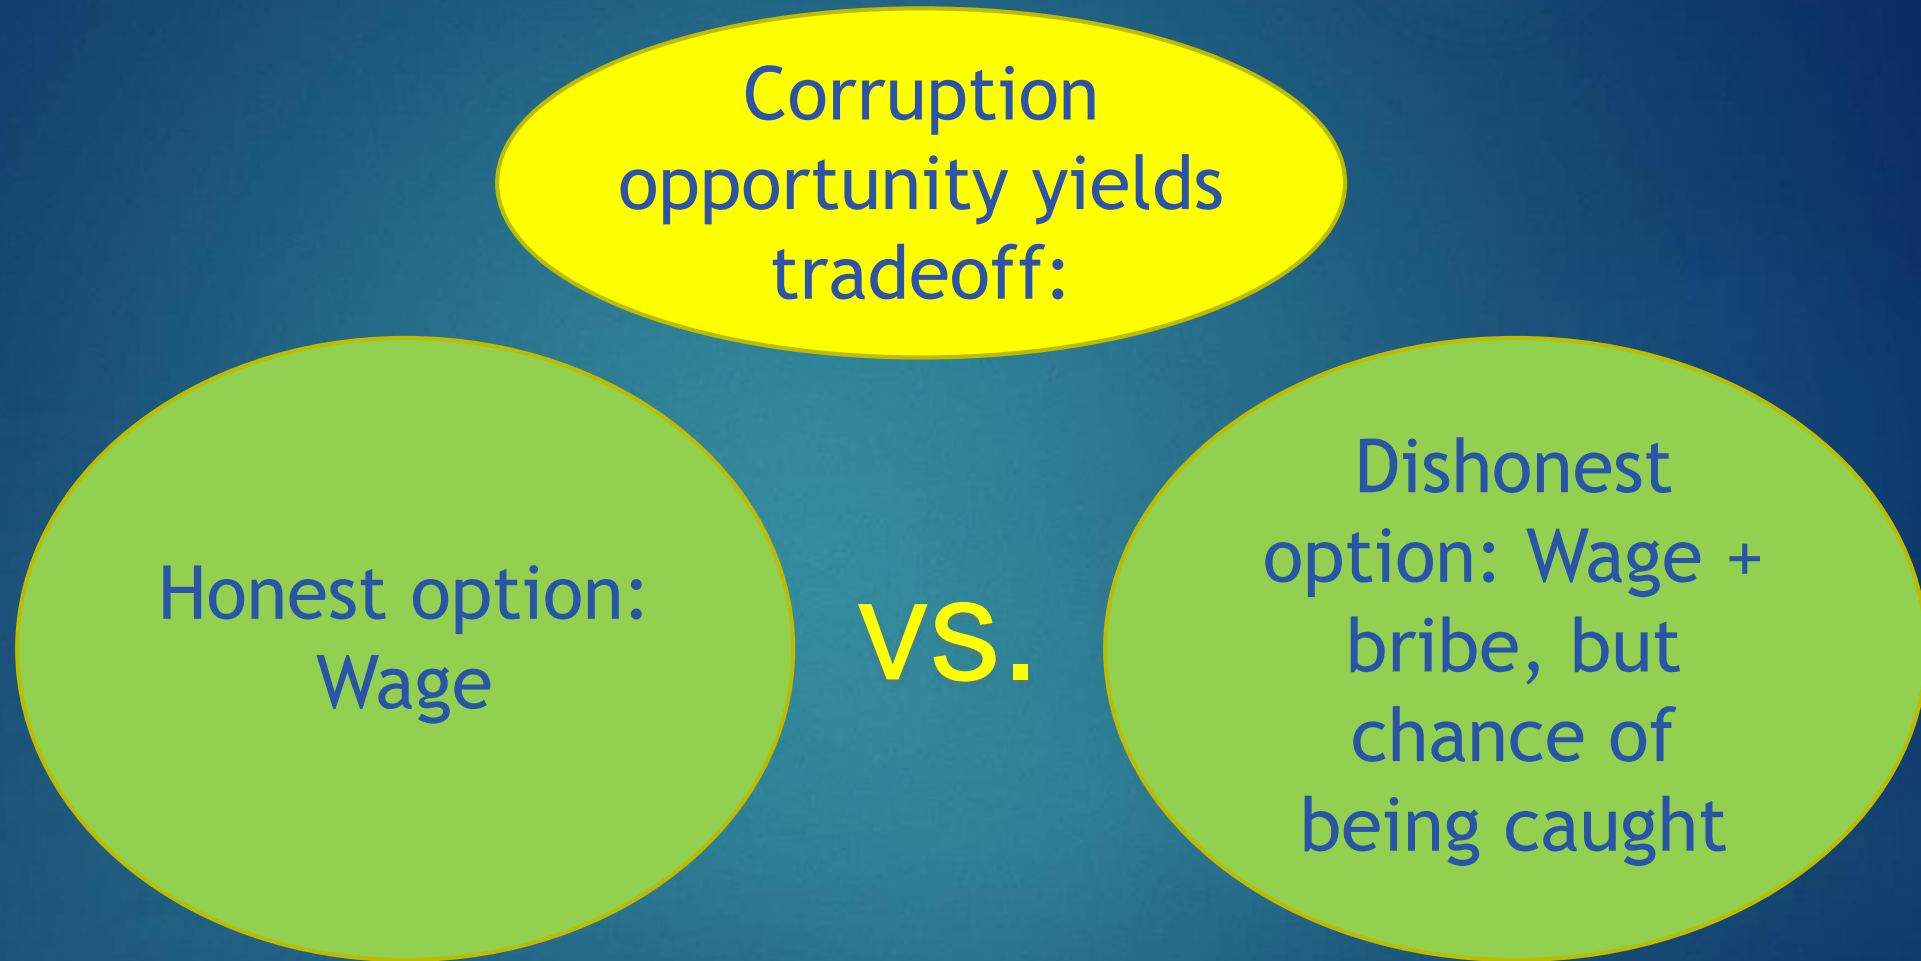 Corruption
opportunity yields
tradeoff:
Honest option:
Wage
vs.
Dishonest
option: Wage +
bribe, but
chance of
being caught